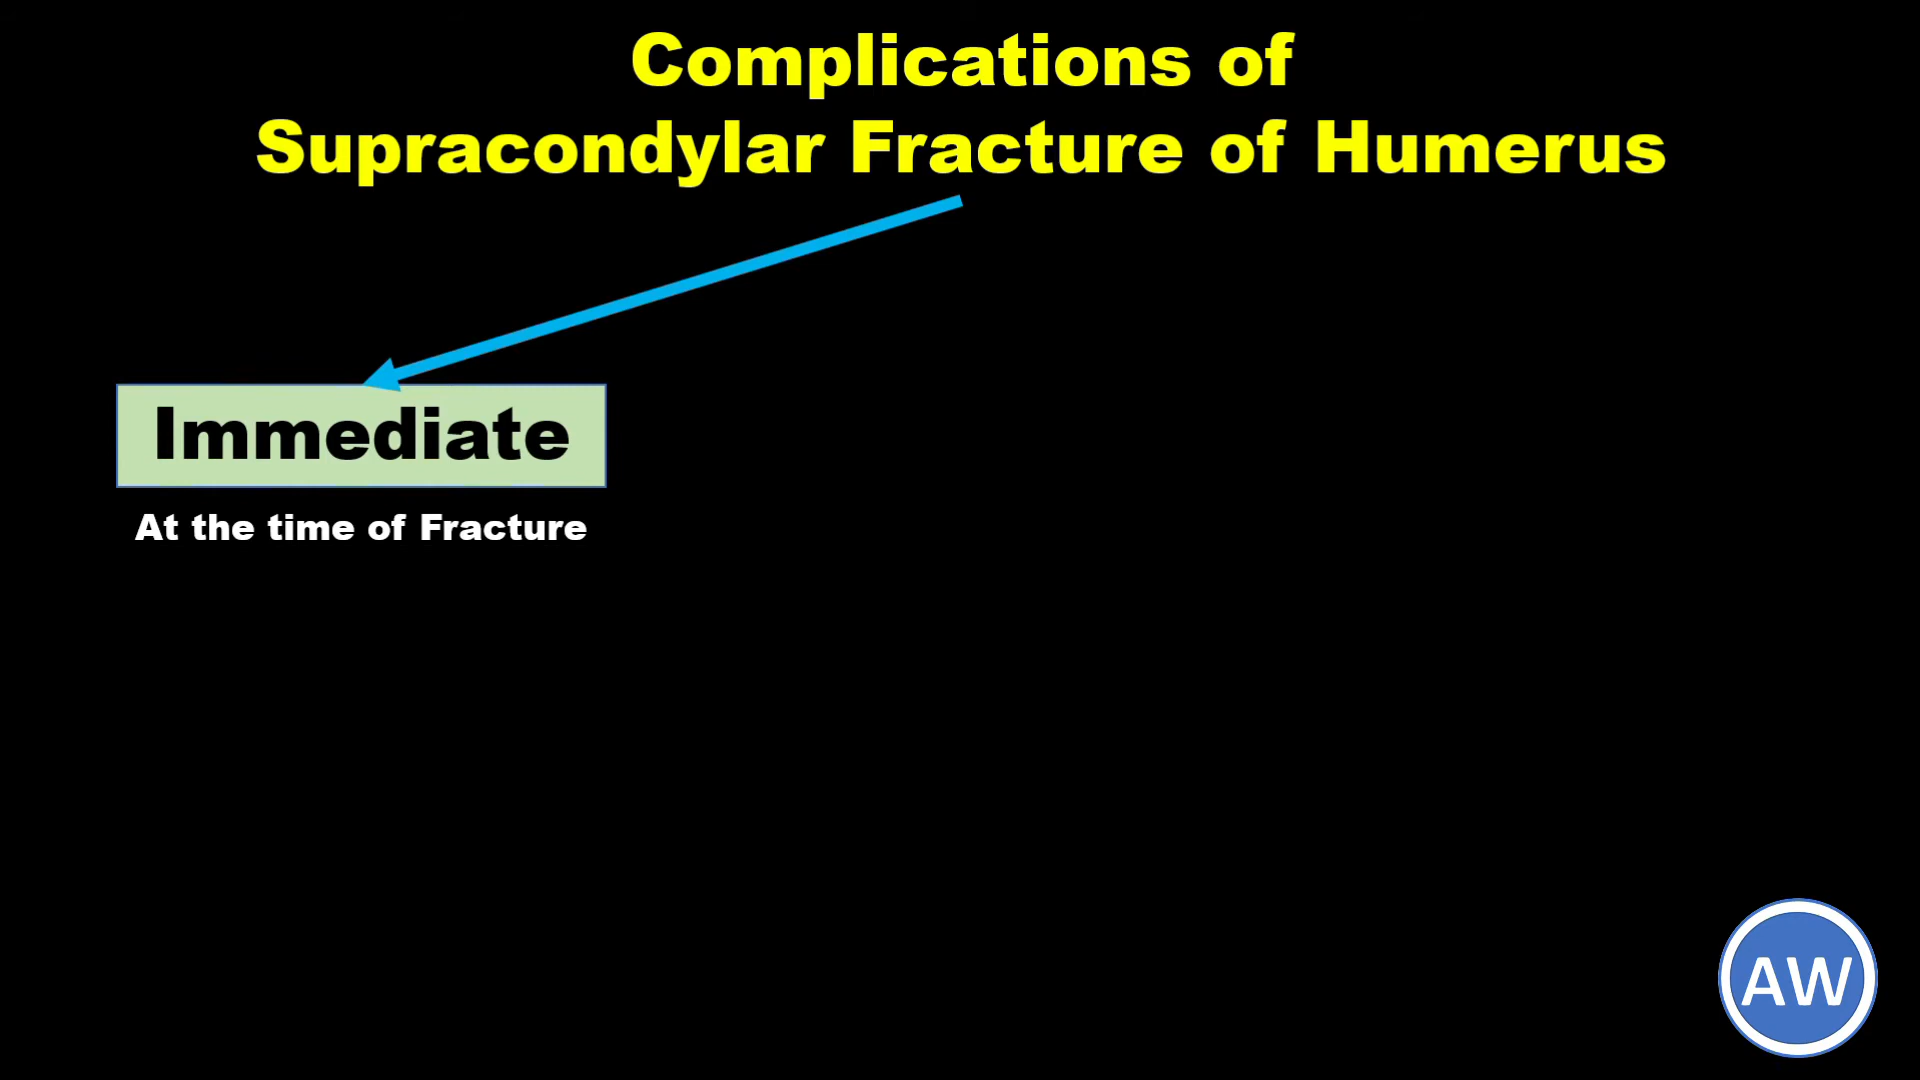 Complications of
Supracondylar Fracture of Humerus
Immediate
At the time of Fracture
AW